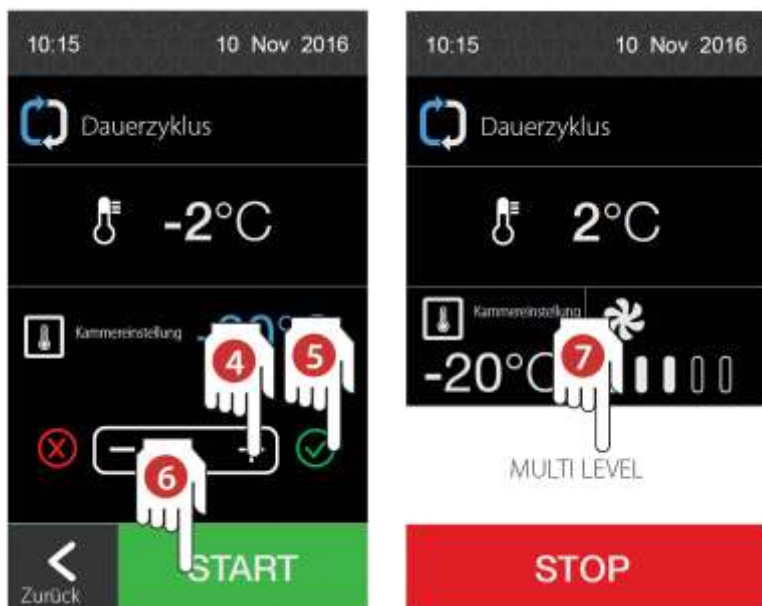 10:15 10 Nov 2016
Dauerzyklus
-2°C
Kammereinstellung
4
5
6
Zurück
START
10:15 10 Nov 2016
Dauerzyklus
2°C
Kammereinstellung
-20°C
7
MULTI LEVEL
STOP